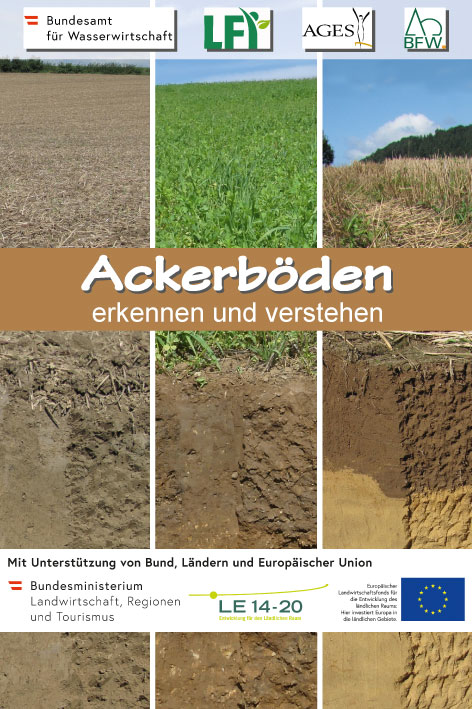 Bundesamt
für Wasserwirtschaft
LFI
AGES
BFW
Ackerböden
erkennen und verstehen
Mit Unterstützung von Bund, Ländern und Europäischer Union
Bundesministerium
Landwirtschaft, Regionen
und Tourismus
LE 14-20
Entwicklung für den Ländlichen Raum
Europäischer
Landwirtschaftsfonds für
die Entwicklung des
ländlichen Raums:
Hier investiert Europa in
die ländlichen Gebiete.